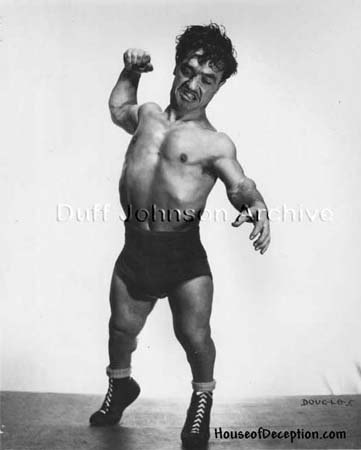 Duff Johnson Archive
DOUGLAS
HouseofDeception.com